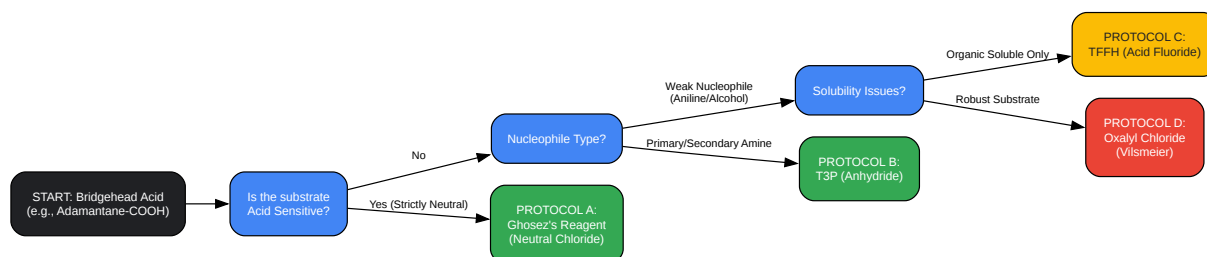 START: Bridgehead Acid
(e.g., Adamantane-COOH)
Is the substrate
Acid Sensitive?
No
Yes (Strictly Neutral)
Nucleophile Type?
PROTOCOL A:
Ghosez's Reagent
(Neutral Chloride)
Weak Nucleophile
(Aniline/Alcohol)
Primary/Secondary Amine
Solubility Issues?
PROTOCOL B:
T3P (Anhydride)
Organic Soluble Only
Robust Substrate
PROTOCOL C:
TFFH (Acid Fluoride)
PROTOCOL D:
Oxalyl Chloride
(Vilsmeier)